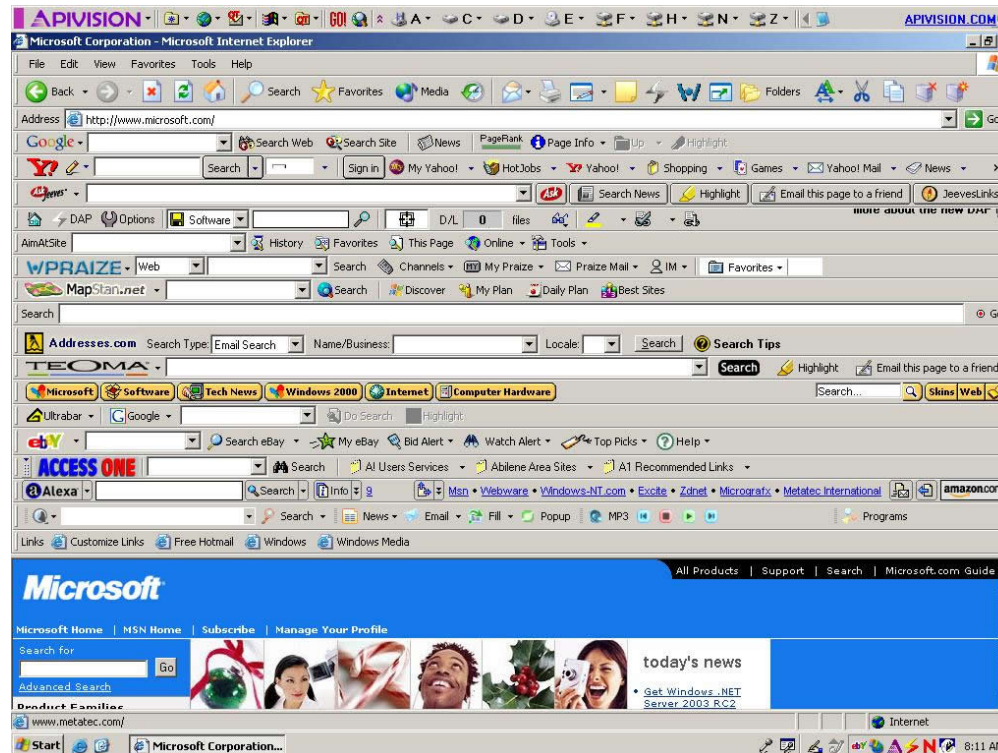 APIVISION GO! A C D E F H N Z APIVISION.COM
Microsoft Corporation - Microsoft Internet Explorer
File Edit View Favorites Tools Help
Back Search Favorites Media Folders
Address http://www.microsoft.com/ Go
Google Search Web Search Site News PageRank Page Info Up Highlight
Y! Search Sign in My Yahoo! HotJobs Yahoo! Shopping Games Yahoo! Mail News
Jeeves Search News Highlight Email this page to a friend JeevesLinks
DAP Options Software D/L 0 files more about the new DAP
AimAtSite History Favorites This Page Online Tools
WPRAIZE Web Search Channels My Praize Praize Mail IM Favorites
MapStan.net Search Discover My Plan Daily Plan Best Sites
Search
Addresses.com Search Type: Email Search Name/Business: Locale: Search Search Tips
TEOMA Search Highlight Email this page to a friend
Microsoft Software Tech News Windows 2000 Internet Computer Hardware Search... Skins Web
Ultrabar Google Do Search Highlight
ebY Search eBay My eBay Bid Alert Watch Alert Top Picks Help
ACCESS ONE Search A! Users Services Abilene Area Sites A1 Recommended Links
Alexa Search Info 9 Msn • Webware • Windows-NT.com • Excite • Zdnet • Micrografx • Metatec International amazon.com
Search News Email Fill Popup MP3 Programs
Links Customize Links Free Hotmail Windows Windows Media
All Products | Support | Search | Microsoft.com Guide
Microsoft
Microsoft Home | MSN Home | Subscribe | Manage Your Profile
Search for
Go
Advanced Search
Product Families
today's news
• Get Windows .NET
Server 2003 RC2
www.metatec.com/ Internet
Start Microsoft Corporation... 8:11 AM